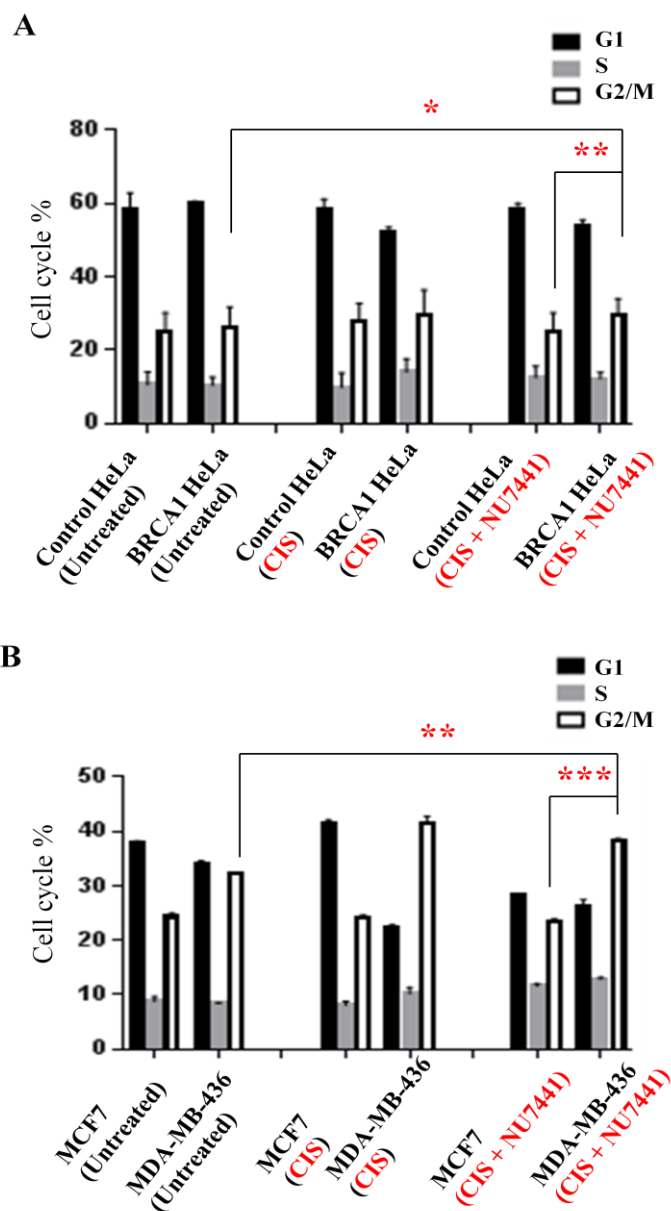 A
G1
S
G2/M
*
**
80
60
40
20
0
Cell cycle %
Control HeLa
(Untreated)
BRCA1 HeLa
(Untreated)
Control HeLa
(CIS)
BRCA1 HeLa
(CIS)
Control HeLa
(CIS + NU7441)
BRCA1 HeLa
(CIS + NU7441)
B
G1
S
G2/M
**
***
50
40
30
20
10
0
Cell cycle %
MCF7
(Untreated)
MDA-MB-436
(Untreated)
MCF7
(CIS)
MDA-MB-436
(CIS)
MCF7
(CIS + NU7441)
MDA-MB-436
(CIS + NU7441)